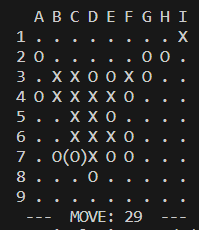 A B C D E F G H I
1 . . . . . . . . X
2 O . . . . . O O .
3 . X X O O X O . .
4 O X X X X O . . .
5 . . X X O . . . .
6 . . X X X O . . .
7 . O(O)X O O . . .
8 . . . O . . . . .
9 . . . . . . . . .
--- MOVE: 29 ---